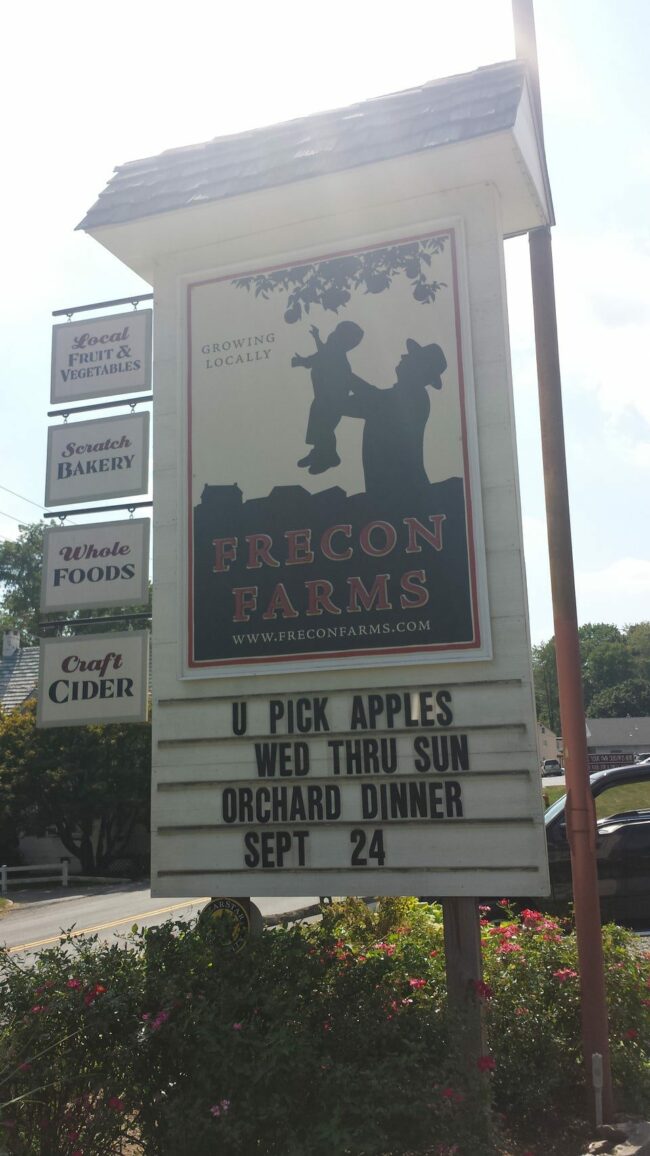 GROWING
LOCALLY
FRECON
FARMS
WWW.FRECONFARMS.COM
Local
FRUIT &
VEGETABLES
Scratch
BAKERY
Whole
FOODS
Craft
CIDER
U PICK APPLES
WED THRU SUN
ORCHARD DINNER
SEPT 24